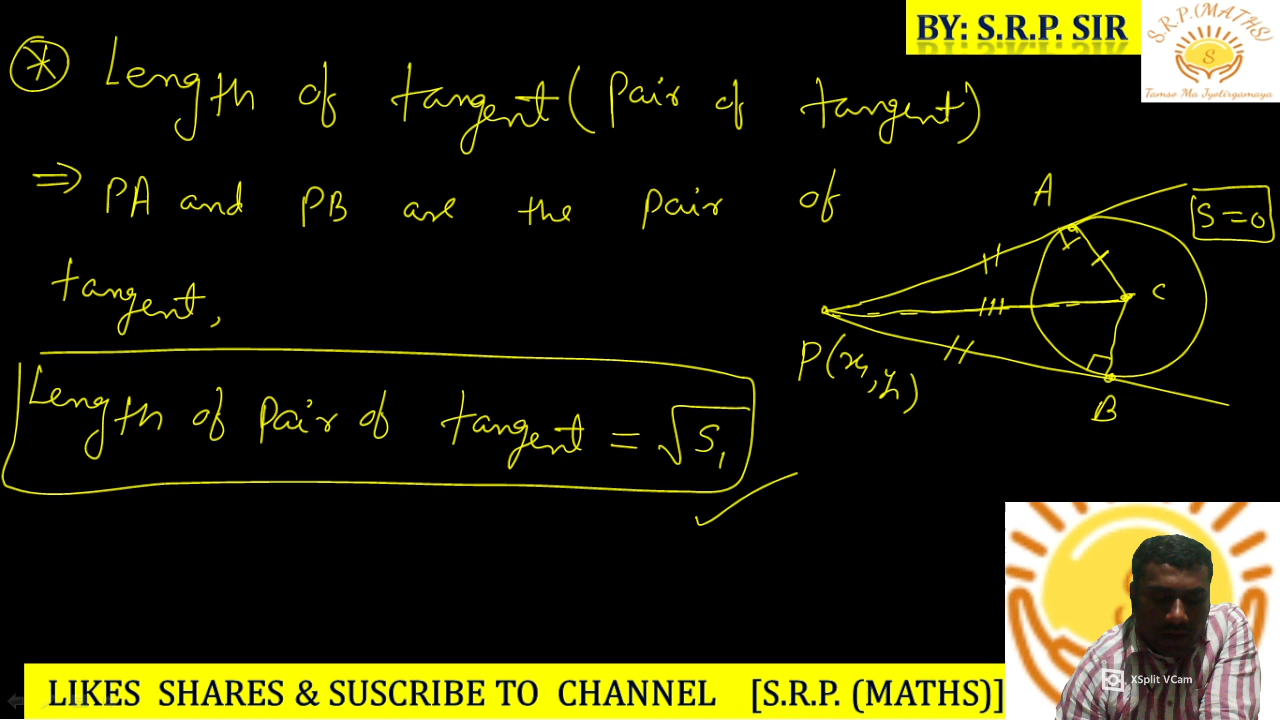 BY: S.R.P. SIR
S.R.P.(MATHS)
S
Tamso Ma Jyotirgamaya
* Length of tangent (Pair of tangent)
⇒ PA and PB are the pair of
tangent,
Length of Pair of tangent = √S₁
A
S=0
C
P(x₁,y₁)
B
XSplit VCam
LIKES SHARES & SUSCRIBE TO CHANNEL [S.R.P. (MATHS)]